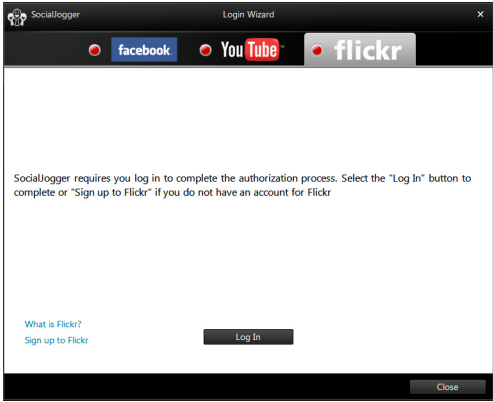 SocialJogger Login Wizard ×
facebook. YouTube™ flickr
SocialJogger requires you log in to complete the authorization process. Select the "Log In" button to
complete or "Sign up to Flickr" if you do not have an account for Flickr
What is Flickr?
Sign up to Flickr
Log In
Close